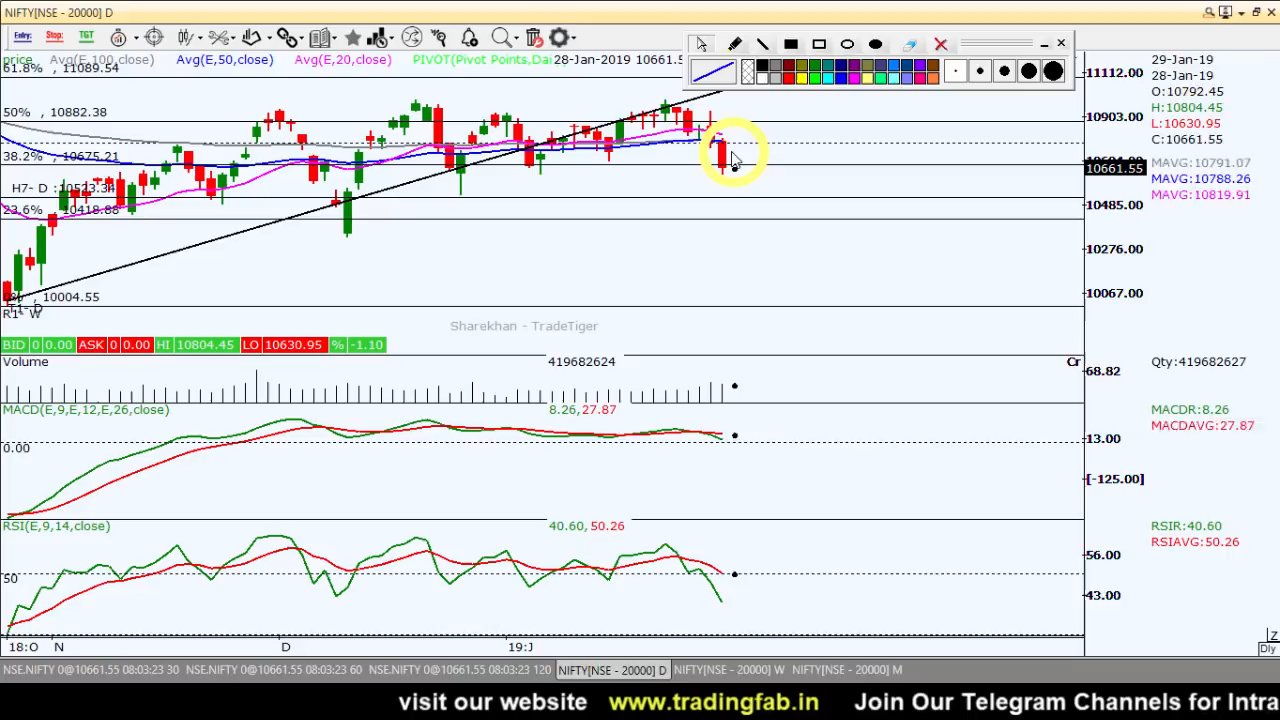 NIFTY[NSE - 20000] D
Entry: Stop: TGT
price Avg(E,100,close) Avg(E,50,close) Avg(E,20,close) PIVOT(Pivot Points,Dai 28-Jan-2019 10661.55
61.8% , 11089.54
50% , 10882.38
38.2% , 10675.21
H7- D : 10523.34
23.6% , 10418.88
, 10004.55
R1- W
11112.00
10903.00
10661.55
10485.00
10276.00
10067.00
29-Jan-19
28-Jan-19
O:10792.45
H:10804.45
L:10630.95
C:10661.55
MAVG:10791.07
MAVG:10788.26
MAVG:10819.91
Sharekhan - TradeTiger
BID 0 0.00 ASK 0 0.00 HI 10804.45 LO 10630.95 % -1.10
Volume 419682624 Cr Qty:419682627
68.82
MACD(E,9,E,12,E,26,close) 8.26,27.87 MACDR:8.26
MACDAVG:27.87
0.00 13.00
[-125.00]
RSI(E,9,14,close) 40.60,50.26 RSIR:40.60
RSIAVG:50.26
56.00
50
43.00
18:O N D 19:J Z
Dly
NSE.NIFTY 0@10661.55 08:03:23 30 NSE.NIFTY 0@10661.55 08:03:23 60 NSE.NIFTY 0@10661.55 08:03:23 120 NIFTY[NSE - 20000] D NIFTY[NSE - 20000] W NIFTY[NSE - 20000] M
visit our website www.tradingfab.in Join Our Telegram Channels for Intra